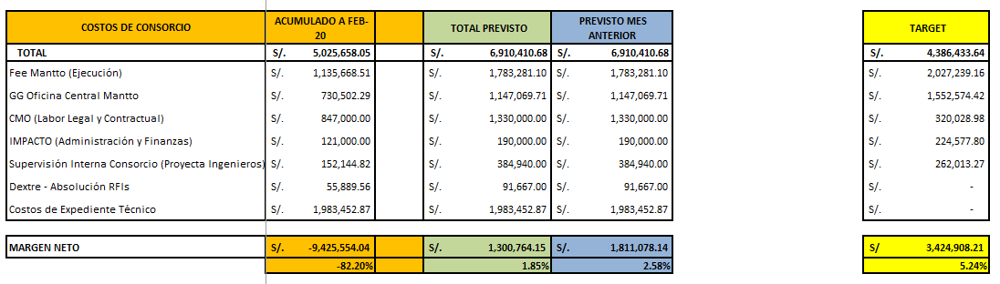 COSTOS DE CONSORCIO ACUMULADO A FEB-20 TOTAL PREVISTO PREVISTO MES ANTERIOR TARGET
TOTAL S/. 5,025,658.05 S/. 6,910,410.68 S/. 6,910,410.68 S/. 4,386,433.64
Fee Mantto (Ejecución) S/. 1,135,668.51 S/. 1,783,281.10 S/. 1,783,281.10 S/. 2,027,239.16
GG Oficina Central Mantto S/. 730,502.29 S/. 1,147,069.71 S/. 1,147,069.71 S/. 1,552,574.42
CMO (Labor Legal y Contractual) S/. 847,000.00 S/. 1,330,000.00 S/. 1,330,000.00 S/. 320,028.98
IMPACTO (Administración y Finanzas) S/. 121,000.00 S/. 190,000.00 S/. 190,000.00 S/. 224,577.80
Supervisión Interna Consorcio (Proyecta Ingenieros) S/. 152,144.82 S/. 384,940.00 S/. 384,940.00 S/. 262,013.27
Dextre - Absolución RFIs S/. 55,889.56 S/. 91,667.00 S/. 91,667.00 S/. -
Costos de Expediente Técnico S/. 1,983,452.87 S/. 1,983,452.87 S/. 1,983,452.87 S/. -
MARGEN NETO S/. -9,425,554.04 S/. 1,300,764.15 S/. 1,811,078.14 S/ 3,424,908.21
-82.20% 1.85% 2.58% 5.24%